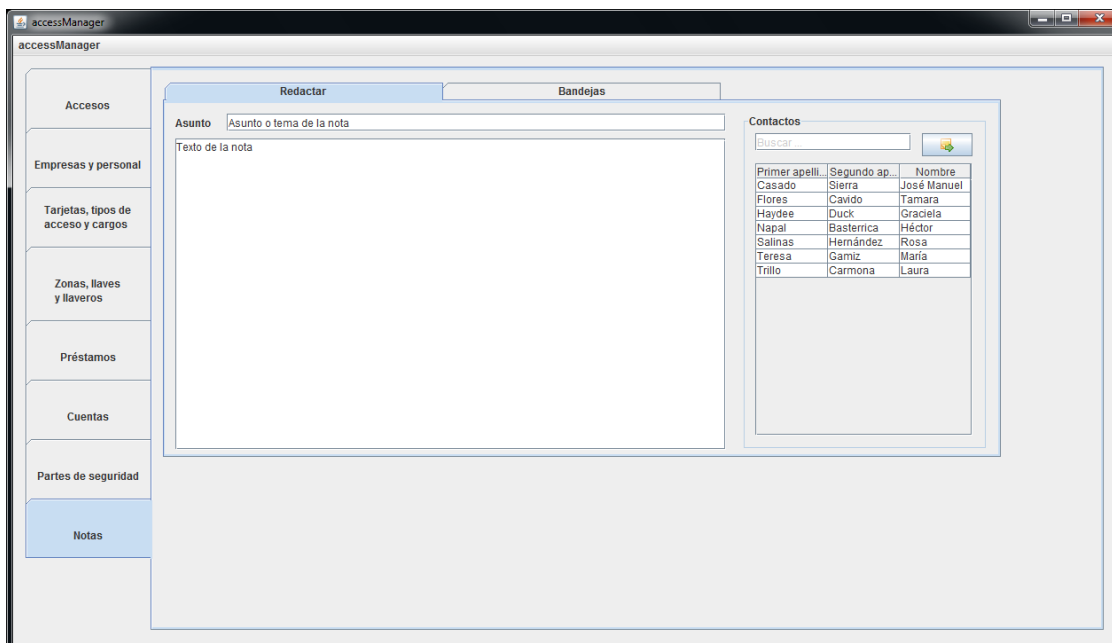 accessManager
accessManager
Accesos
Empresas y personal
Tarjetas, tipos de
acceso y cargos
Zonas, llaves
y llaveros
Préstamos
Cuentas
Partes de seguridad
Notas
Redactar Bandejas
Asunto Asunto o tema de la nota
Texto de la nota
Contactos
Buscar ...
Primer apelli... Segundo ap... Nombre
Casado Sierra José Manuel
Flores Cavido Tamara
Haydee Duck Graciela
Napal Basterrica Héctor
Salinas Hernández Rosa
Teresa Gamiz María
Trillo Carmona Laura